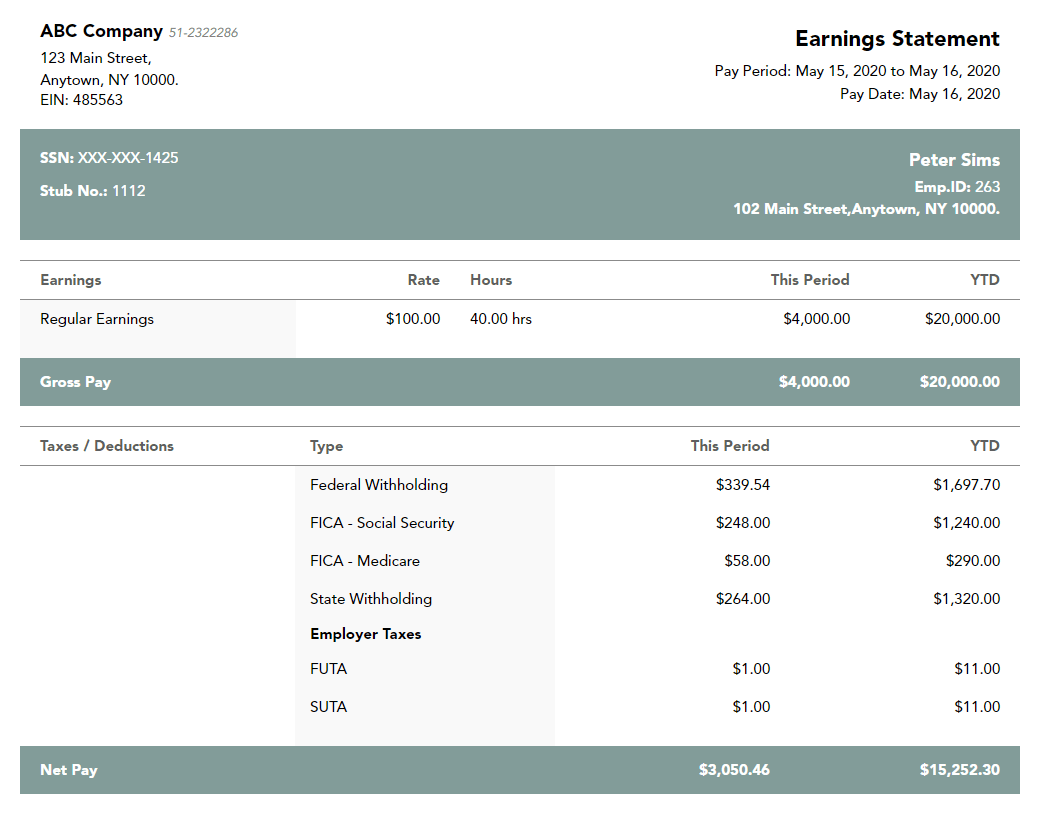 ABC Company 51-2322286
123 Main Street,
Anytown, NY 10000.
EIN: 485563
Earnings Statement
Pay Period: May 15, 2020 to May 16, 2020
Pay Date: May 16, 2020
SSN: XXX-XXX-1425
Stub No.: 1112
Peter Sims
Emp.ID: 263
102 Main Street,Anytown, NY 10000.
Earnings Rate Hours This Period YTD
Regular Earnings $100.00 40.00 hrs $4,000.00 $20,000.00
Gross Pay $4,000.00 $20,000.00
Taxes / Deductions Type This Period YTD
Federal Withholding $339.54 $1,697.70
FICA - Social Security $248.00 $1,240.00
FICA - Medicare $58.00 $290.00
State Withholding $264.00 $1,320.00
Employer Taxes
FUTA $1.00 $11.00
SUTA $1.00 $11.00
Net Pay $3,050.46 $15,252.30